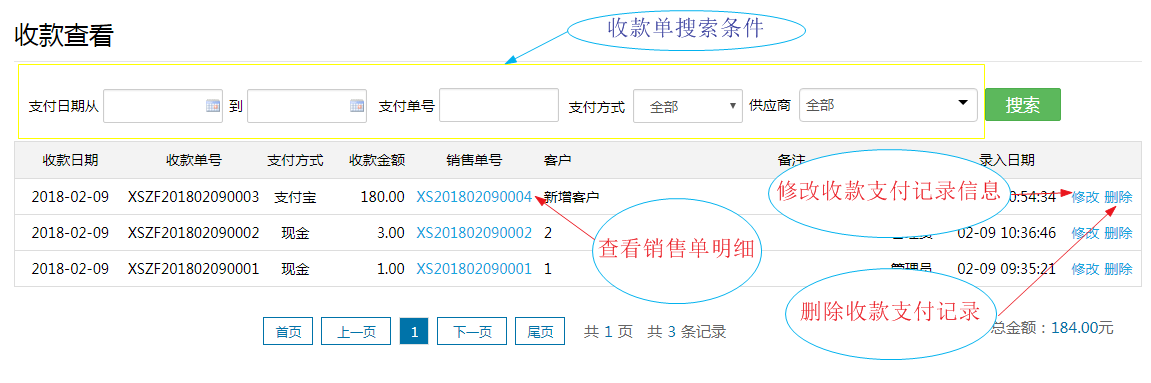 收款查看
收款单搜索条件
支付日期从 到 支付单号 支付方式 全部 供应商 全部 搜索
收款日期 收款单号 支付方式 收款金额 销售单号 客户 备注 录入日期
2018-02-09 XSZF201802090003 支付宝 180.00 XS201802090004 新增客户 0:54:34 修改 删除
修改收款支付记录信息
2018-02-09 XSZF201802090002 现金 3.00 XS201802090002 2 管理员 02-09 10:36:46 修改 删除
查看销售单明细
2018-02-09 XSZF201802090001 现金 1.00 XS201802090001 1 管理员 02-09 09:35:21 修改 删除
删除收款支付记录
首页 上一页 1 下一页 尾页 共 1 页 共 3 条记录 总金额：184.00元